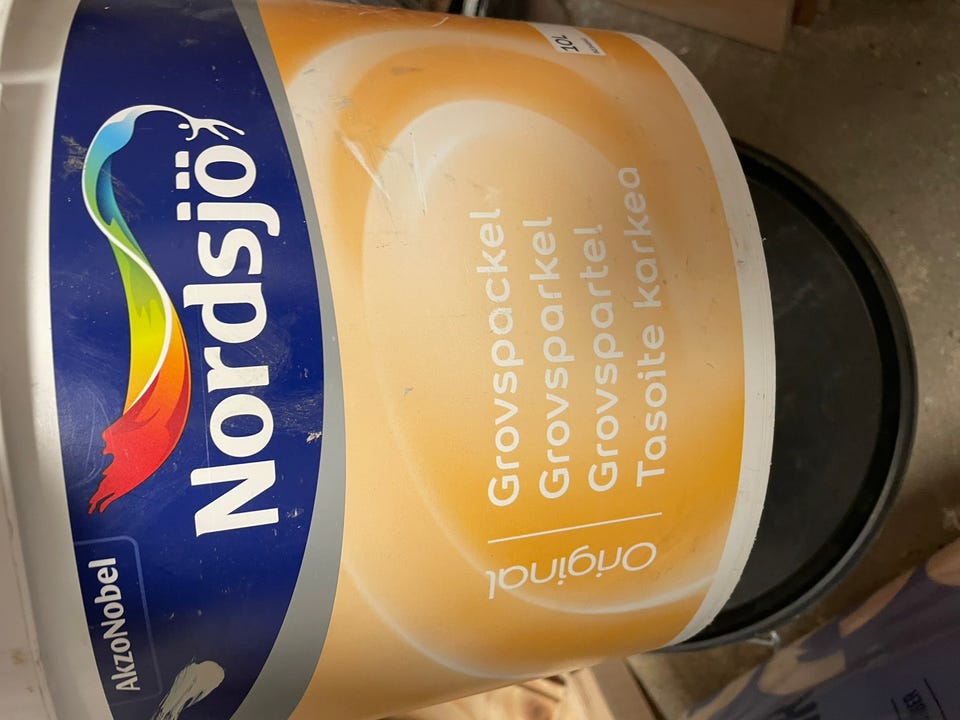 AkzoNobel
Nordsjö
10L
Original
Grovspackel
Grovsparkel
Grovspartel
Tasoite karkea